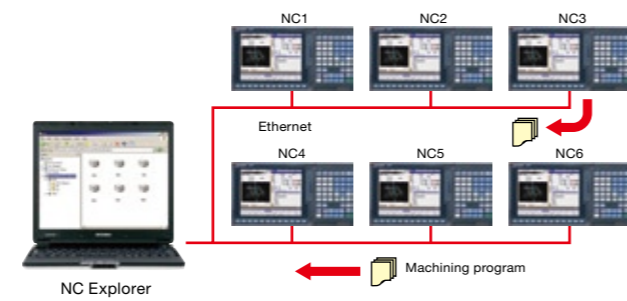 NC1
NC2
NC3
Ethernet
NC4
NC5
NC6
Machining program
NC Explorer